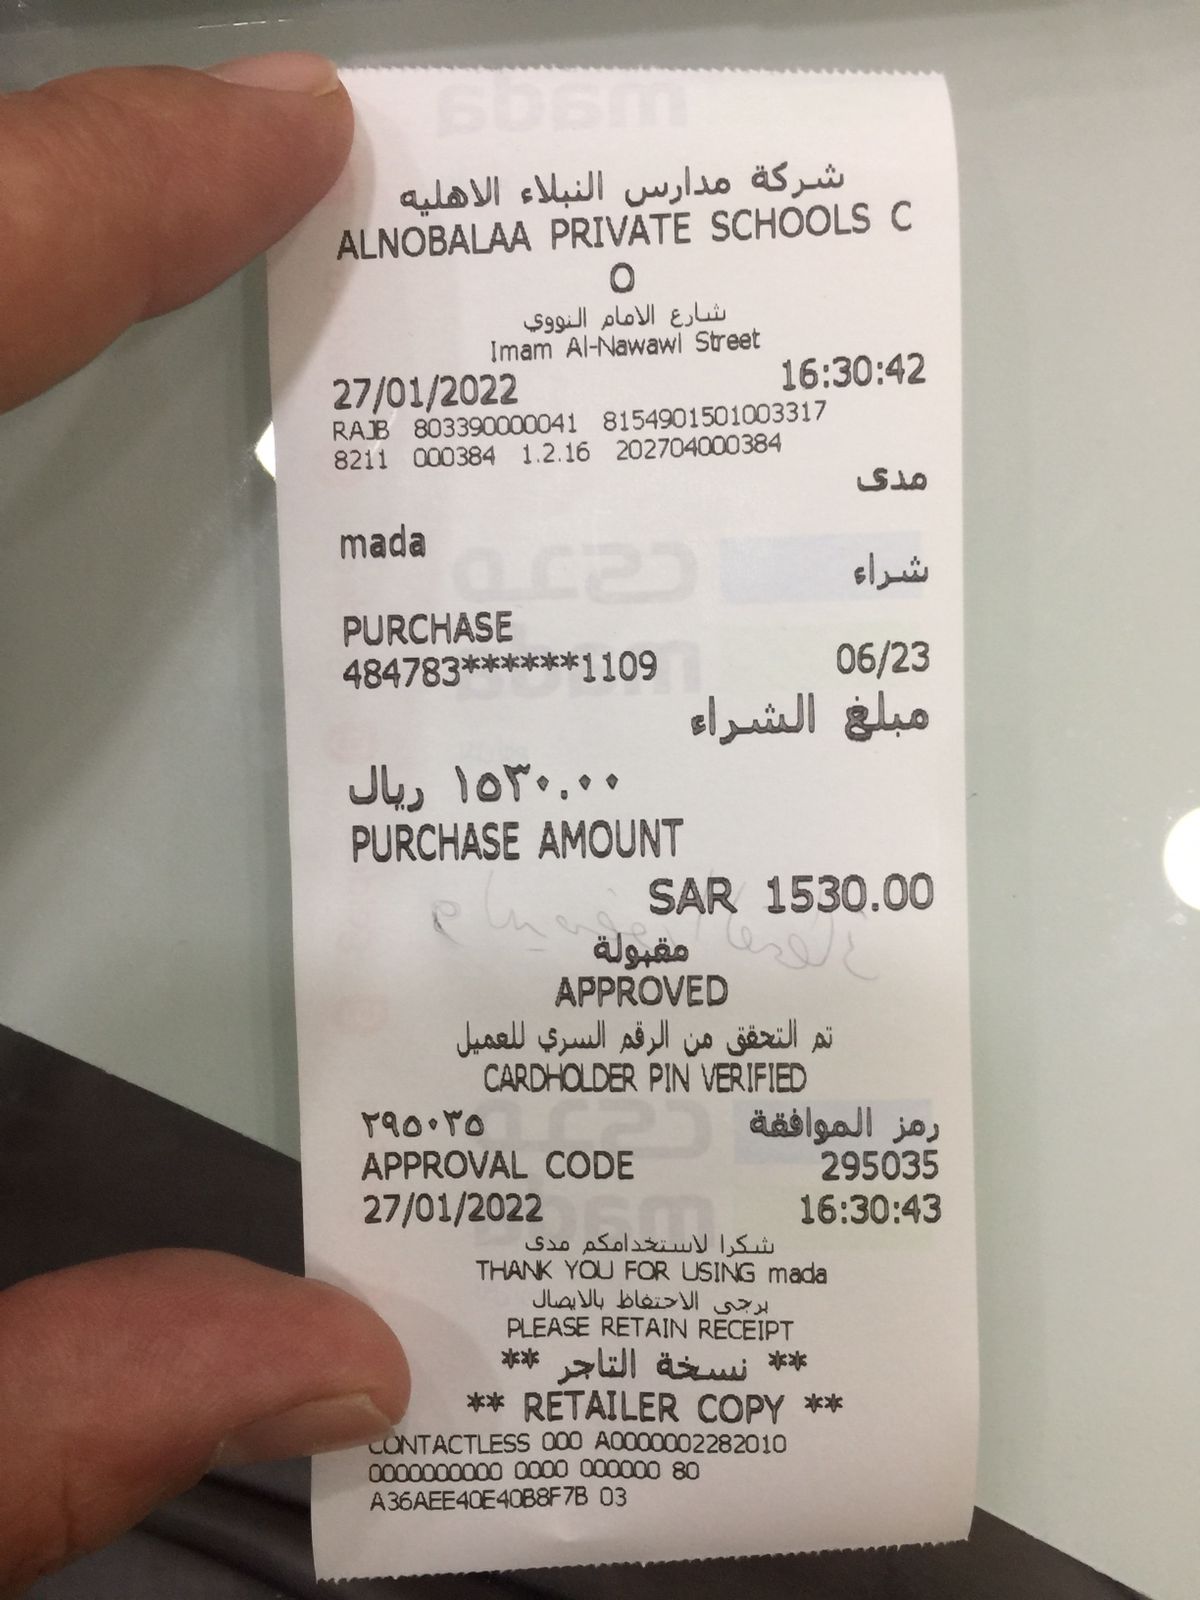 شركة مدارس النبلاء الاهليه
ALNOBALAA PRIVATE SCHOOLS C
O
شارع الامام النووي
Imam Al-Nawawi Street
27/01/2022 16:30:42
RAJB 803390000041 8154901501003317
8211 000384 1.2.16 202704000384
مدى
mada
شراء
PURCHASE
484783******1109 06/23
مبلغ الشراء
١٥٣٠.٠٠ ريال
PURCHASE AMOUNT
SAR 1530.00
مقبولة
APPROVED
تم التحقق من الرقم السري للعميل
CARDHOLDER PIN VERIFIED
رمز الموافقة ٢٩٥٠٣٥
APPROVAL CODE 295035
27/01/2022 16:30:43
شكرا لاستخدامكم مدى
THANK YOU FOR USING mada
يرجى الاحتفاظ بالايصال
PLEASE RETAIN RECEIPT
** نسخة التاجر **
** RETAILER COPY **
CONTACTLESS 000 A0000002282010
0000000000 0000 000000 80
A36AEE40E40B8F7B 03